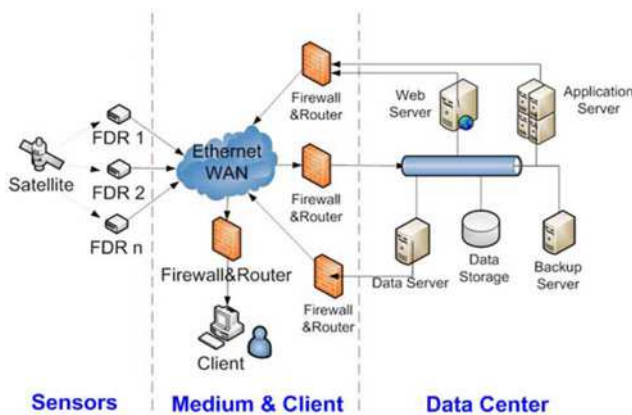 FDR 1
Satellite
FDR 2
FDR n
Ethernet
WAN
Firewall
&Router
Firewall
&Router
Firewall&Router
Client
Firewall
&Router
Web
Server
Application
Server
Data Server
Data
Storage
Backup
Server
Sensors
Medium & Client
Data Center